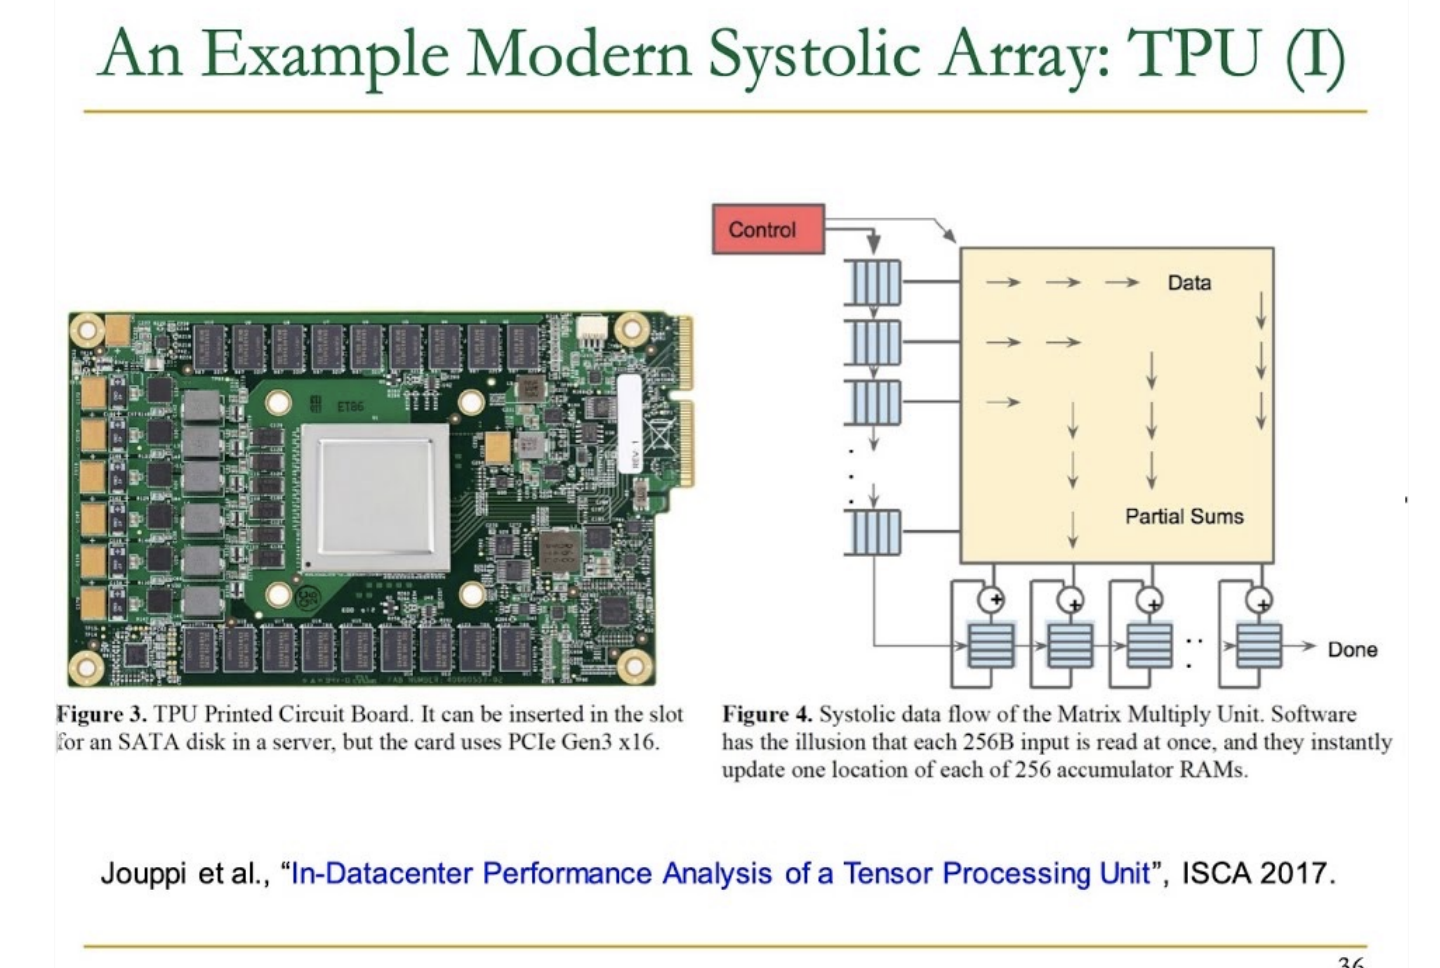 An Example Modern Systolic Array: TPU (I)
Control
Data
Partial Sums
Done
ET86
REV: 1
Figure 3. TPU Printed Circuit Board. It can be inserted in the slot
for an SATA disk in a server, but the card uses PCIe Gen3 x16.
Figure 4. Systolic data flow of the Matrix Multiply Unit. Software
has the illusion that each 256B input is read at once, and they instantly
update one location of each of 256 accumulator RAMs.
Jouppi et al., “In-Datacenter Performance Analysis of a Tensor Processing Unit”, ISCA 2017.
36